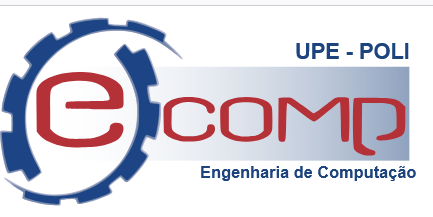 UPE - POLI
ecomp
Engenharia de Computação